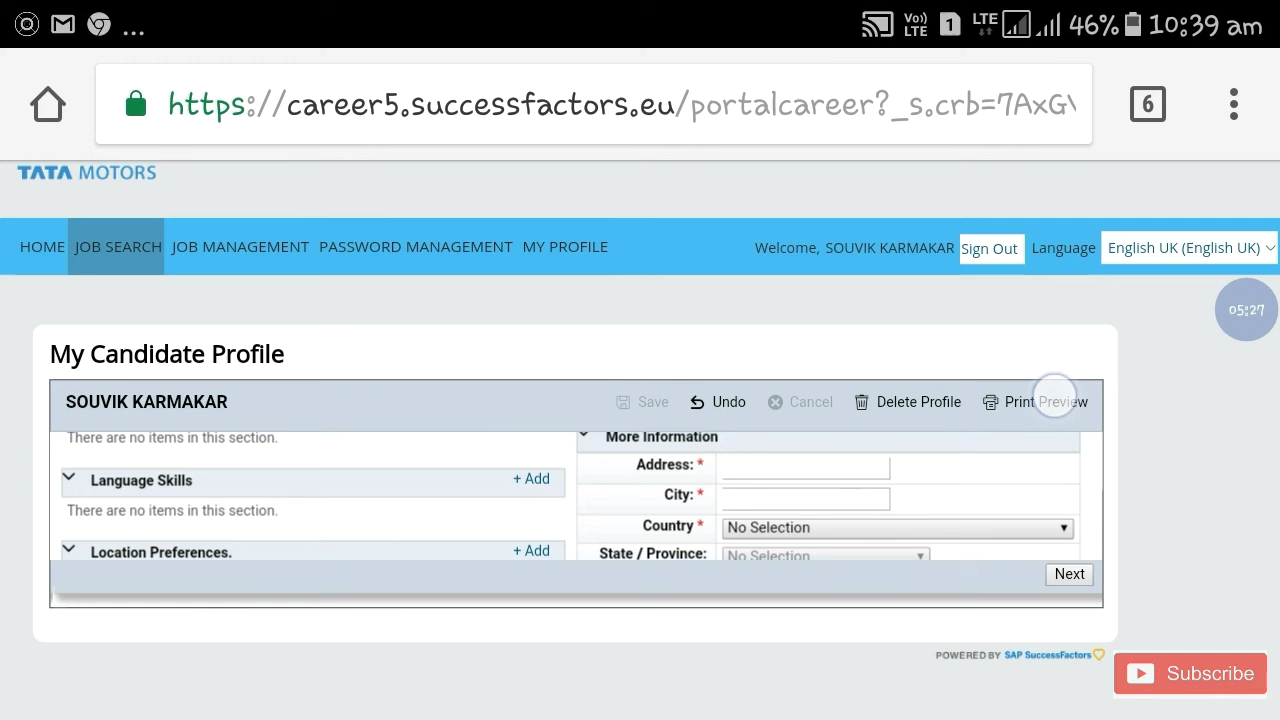 ... Vo)) LTE 1 LTE 46% 10:39 am
https://career5.successfactors.eu/portalcareer?_s.crb=7AxG 6
TATA MOTORS
HOME JOB SEARCH JOB MANAGEMENT PASSWORD MANAGEMENT MY PROFILE Welcome, SOUVIK KARMAKAR Sign Out Language English UK (English UK)
05:27
My Candidate Profile
SOUVIK KARMAKAR Save Undo Cancel Delete Profile Print Preview
There are no items in this section.
Language Skills + Add
There are no items in this section.
Location Preferences. + Add
More Information
Address: *
City: *
Country * No Selection
State / Province: No Selection
Next
POWERED BY SAP SuccessFactors
Subscribe